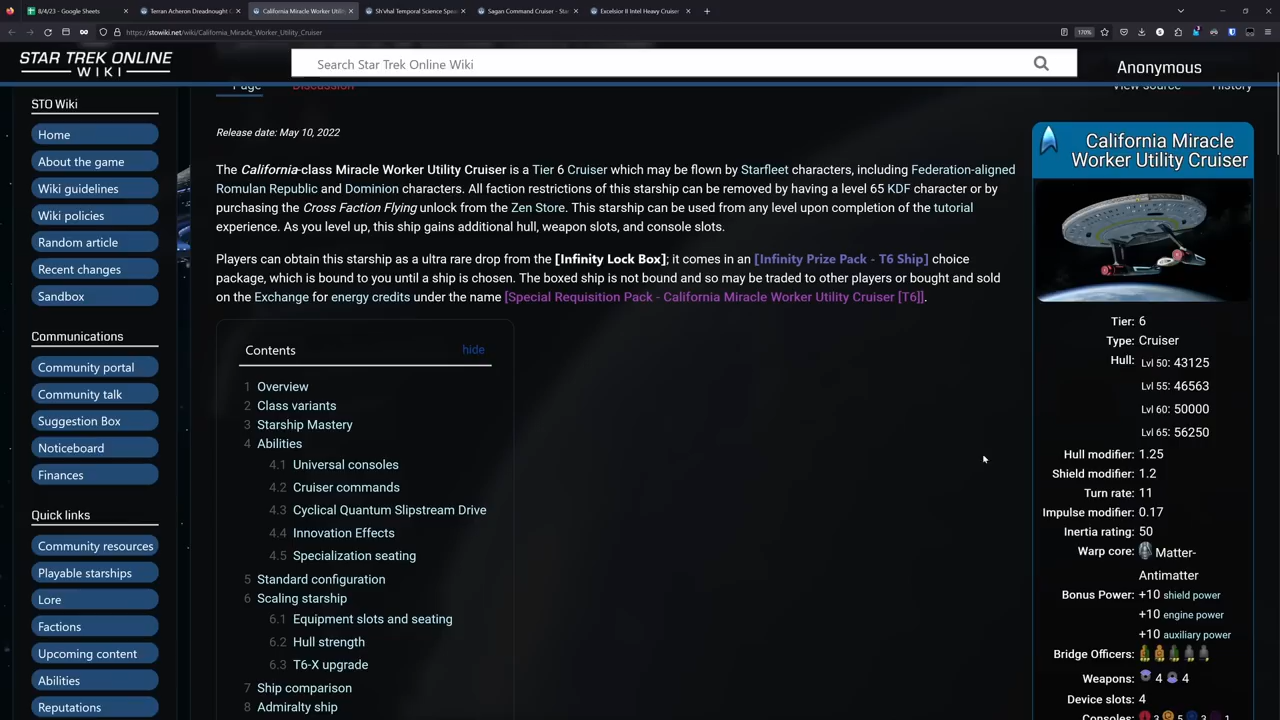 8/4/23 - Google Sheets
Terran Acheron Dreadnought C
California Miracle Worker Utili
Sh'vhal Temporal Science Spea
Sagan Command Cruiser - Sta
Excelsior II Intel Heavy Cruiser
https://stowiki.net/wiki/California_Miracle_Worker_Utility_Cruiser
170%
STAR TREK ONLINE
WIKI
Search Star Trek Online Wiki
Anonymous
Page
Discussion
View source
History
STO Wiki
Home
About the game
Wiki guidelines
Wiki policies
Random article
Recent changes
Sandbox
Communications
Community portal
Community talk
Suggestion Box
Noticeboard
Finances
Quick links
Community resources
Playable starships
Lore
Factions
Upcoming content
Abilities
Reputations
Release date: May 10, 2022
The California-class Miracle Worker Utility Cruiser is a Tier 6 Cruiser which may be flown by Starfleet characters, including Federation-aligned
Romulan Republic and Dominion characters. All faction restrictions of this starship can be removed by having a level 65 KDF character or by
purchasing the Cross Faction Flying unlock from the Zen Store. This starship can be used from any level upon completion of the tutorial
experience. As you level up, this ship gains additional hull, weapon slots, and console slots.
Players can obtain this starship as a ultra rare drop from the [Infinity Lock Box]; it comes in an [Infinity Prize Pack - T6 Ship] choice
package, which is bound to you until a ship is chosen. The boxed ship is not bound and so may be traded to other players or bought and sold
on the Exchange for energy credits under the name [Special Requisition Pack - California Miracle Worker Utility Cruiser [T6]].
Contents hide
1 Overview
2 Class variants
3 Starship Mastery
4 Abilities
4.1 Universal consoles
4.2 Cruiser commands
4.3 Cyclical Quantum Slipstream Drive
4.4 Innovation Effects
4.5 Specialization seating
5 Standard configuration
6 Scaling starship
6.1 Equipment slots and seating
6.2 Hull strength
6.3 T6-X upgrade
7 Ship comparison
8 Admiralty ship
California Miracle
Worker Utility Cruiser
Tier: 6
Type: Cruiser
Hull: Lvl 50: 43125
Lvl 55: 46563
Lvl 60: 50000
Lvl 65: 56250
Hull modifier: 1.25
Shield modifier: 1.2
Turn rate: 11
Impulse modifier: 0.17
Inertia rating: 50
Warp core: Matter-
Antimatter
Bonus Power: +10 shield power
+10 engine power
+10 auxiliary power
Bridge Officers:
Weapons: 4 4
Device slots: 4
Consoles: 3 5 3 1